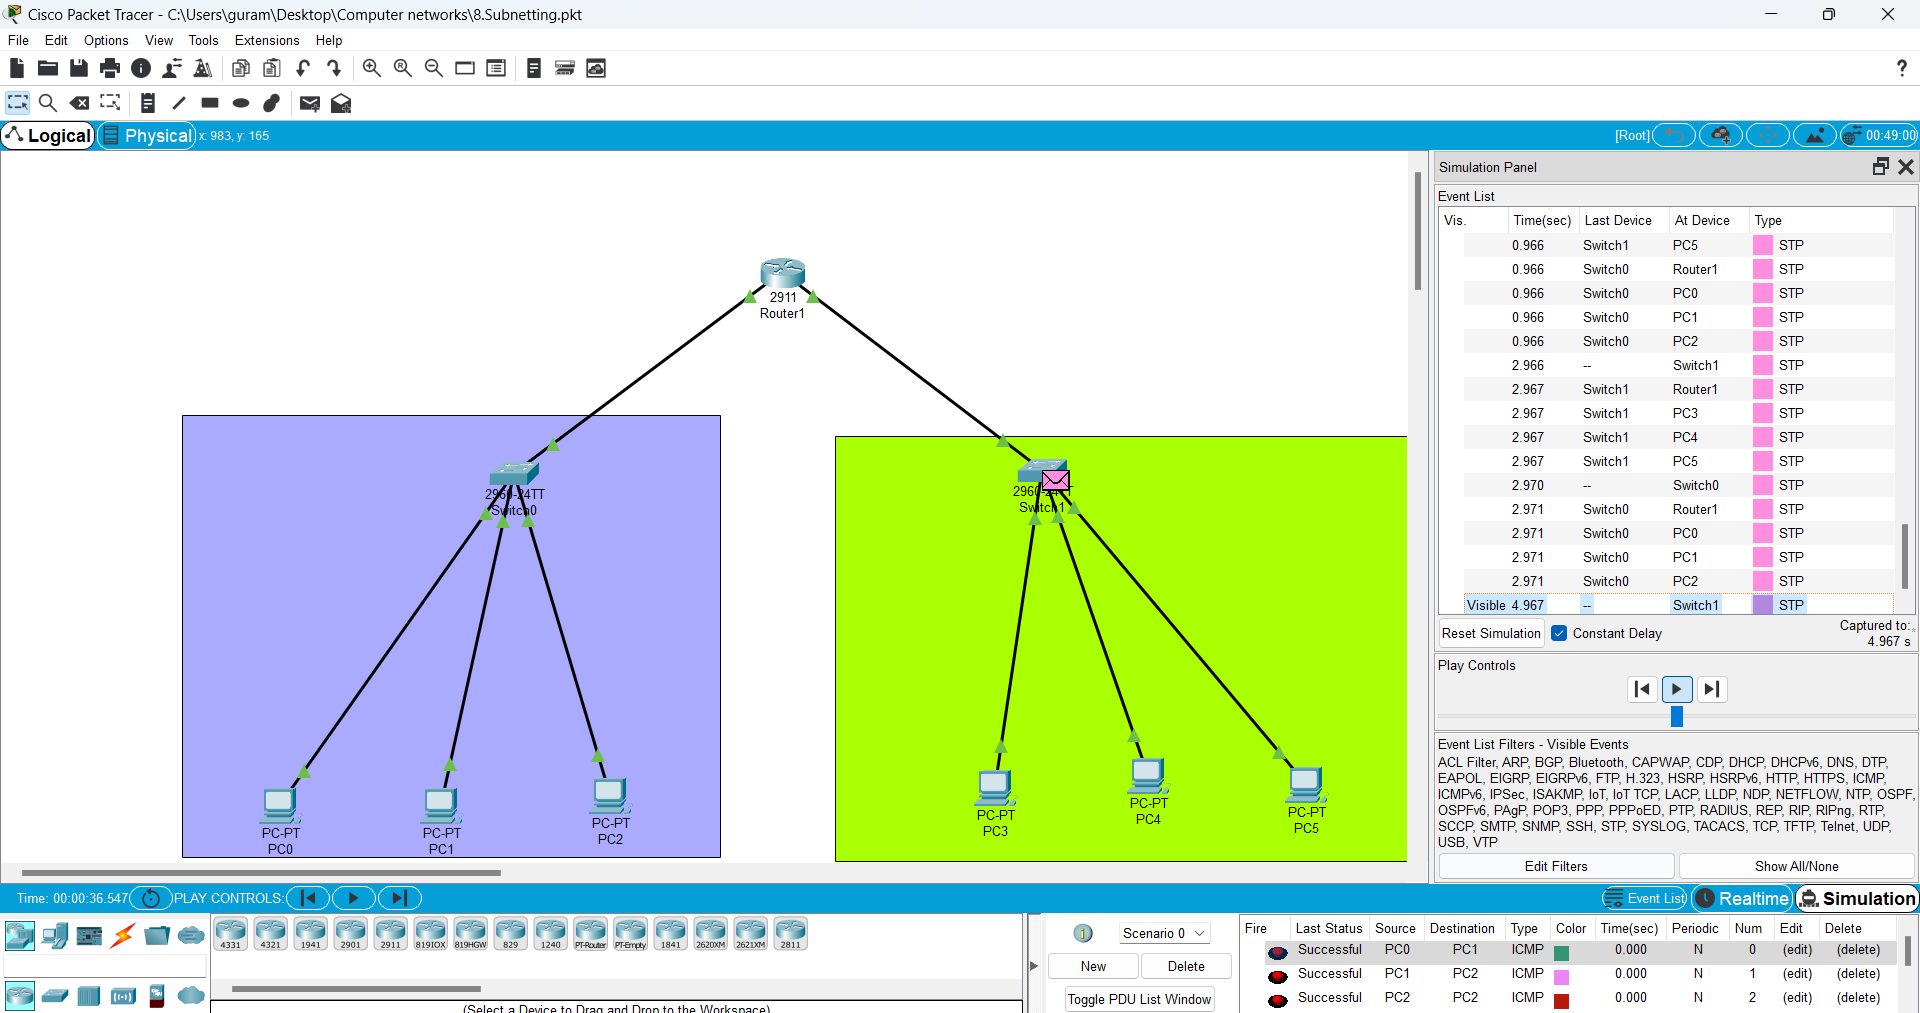 Cisco Packet Tracer - C:\Users\guram\Desktop\Computer networks\8.Subnetting.pkt
File Edit Options View Tools Extensions Help
?
Logical Physical x: 983, y: 165 [Root] 00:49:00
Simulation Panel
Event List
Vis. Time(sec) Last Device At Device Type
0.966 Switch1 PC5 STP
0.966 Switch0 Router1 STP
0.966 Switch0 PC0 STP
0.966 Switch0 PC1 STP
0.966 Switch0 PC2 STP
2.966 -- Switch1 STP
2.967 Switch1 Router1 STP
2.967 Switch1 PC3 STP
2.967 Switch1 PC4 STP
2.967 Switch1 PC5 STP
2.970 -- Switch0 STP
2.971 Switch0 Router1 STP
2.971 Switch0 PC0 STP
2.971 Switch0 PC1 STP
2.971 Switch0 PC2 STP
Visible 4.967 -- Switch1 STP
Reset Simulation Constant Delay Captured to:
4.967 s
Play Controls
Event List Filters - Visible Events
ACL Filter, ARP, BGP, Bluetooth, CAPWAP, CDP, DHCP, DHCPv6, DNS, DTP,
EAPOL, EIGRP, EIGRPv6, FTP, H.323, HSRP, HSRPv6, HTTP, HTTPS, ICMP,
ICMPv6, IPSec, ISAKMP, IoT, IoT TCP, LACP, LLDP, NDP, NETFLOW, NTP, OSPF,
OSPFv6, PAgP, POP3, PPP, PPPoED, PTP, RADIUS, REP, RIP, RIPng, RTP,
SCCP, SMTP, SNMP, SSH, STP, SYSLOG, TACACS, TCP, TFTP, Telnet, UDP,
USB, VTP
Edit Filters Show All/None
2911
Router1
2960-24TT
Switch0
2960-24TT
Switch1
PC-PT
PC0
PC-PT
PC1
PC-PT
PC2
PC-PT
PC3
PC-PT
PC4
PC-PT
PC5
Time: 00:00:36.547 PLAY CONTROLS: Event List Realtime Simulation
4331 4321 1941 2901 2911 819IOX 819HGW 829 1240 PT-Router PT-Empty 1841 2620XM 2621XM 2811
(Select a Device to Drag and Drop to the Workspace)
1 Scenario 0
New Delete
Toggle PDU List Window
Fire Last Status Source Destination Type Color Time(sec) Periodic Num Edit Delete
Successful PC0 PC1 ICMP 0.000 N 0 (edit) (delete)
Successful PC1 PC2 ICMP 0.000 N 1 (edit) (delete)
Successful PC2 PC2 ICMP 0.000 N 2 (edit) (delete)